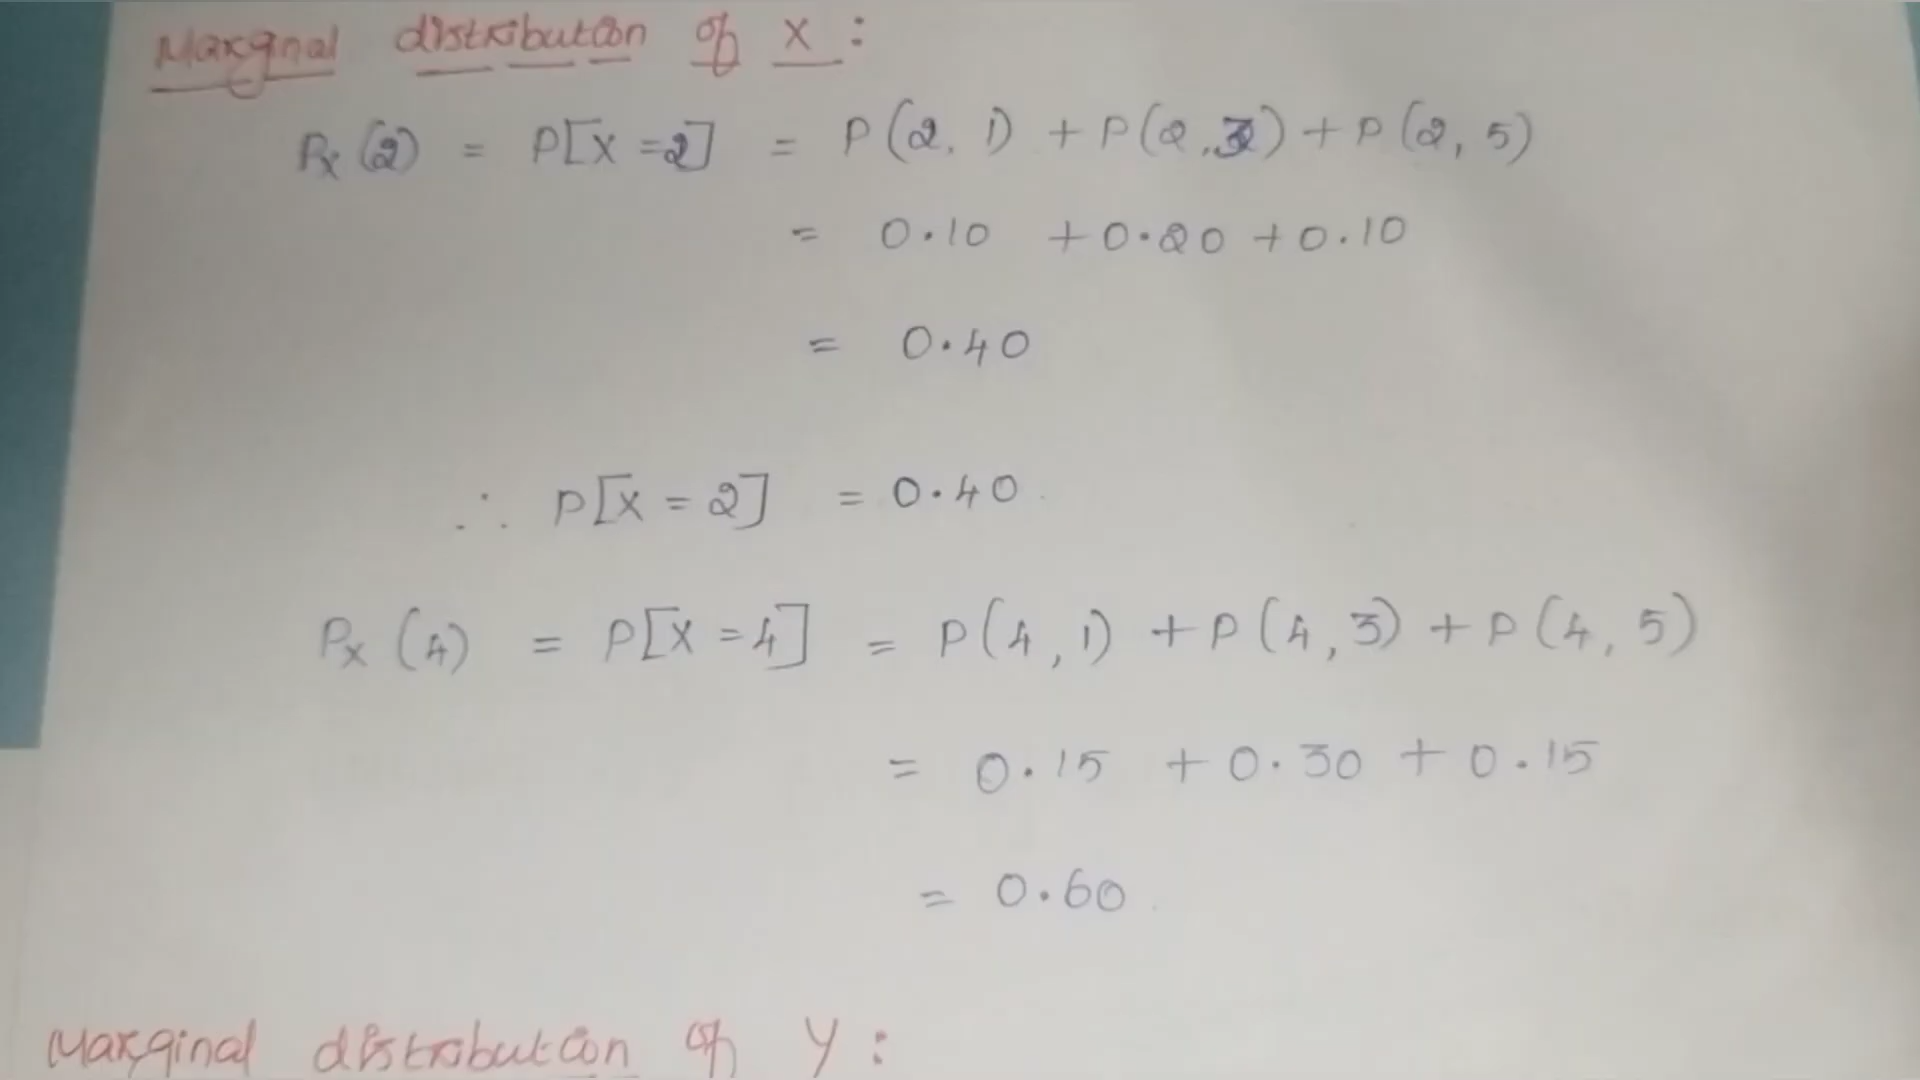 Marginal distribution of X :
Px (2) = P[X = 2] = P(2, 1) + P(2, 3) + P(2, 5)
= 0.10 + 0.20 + 0.10
= 0.40
∴ P[X = 2] = 0.40
Px (4) = P[X = 4] = P(4, 1) + P(4, 3) + P(4, 5)
= 0.15 + 0.30 + 0.15
= 0.60
Marginal distribution of Y :